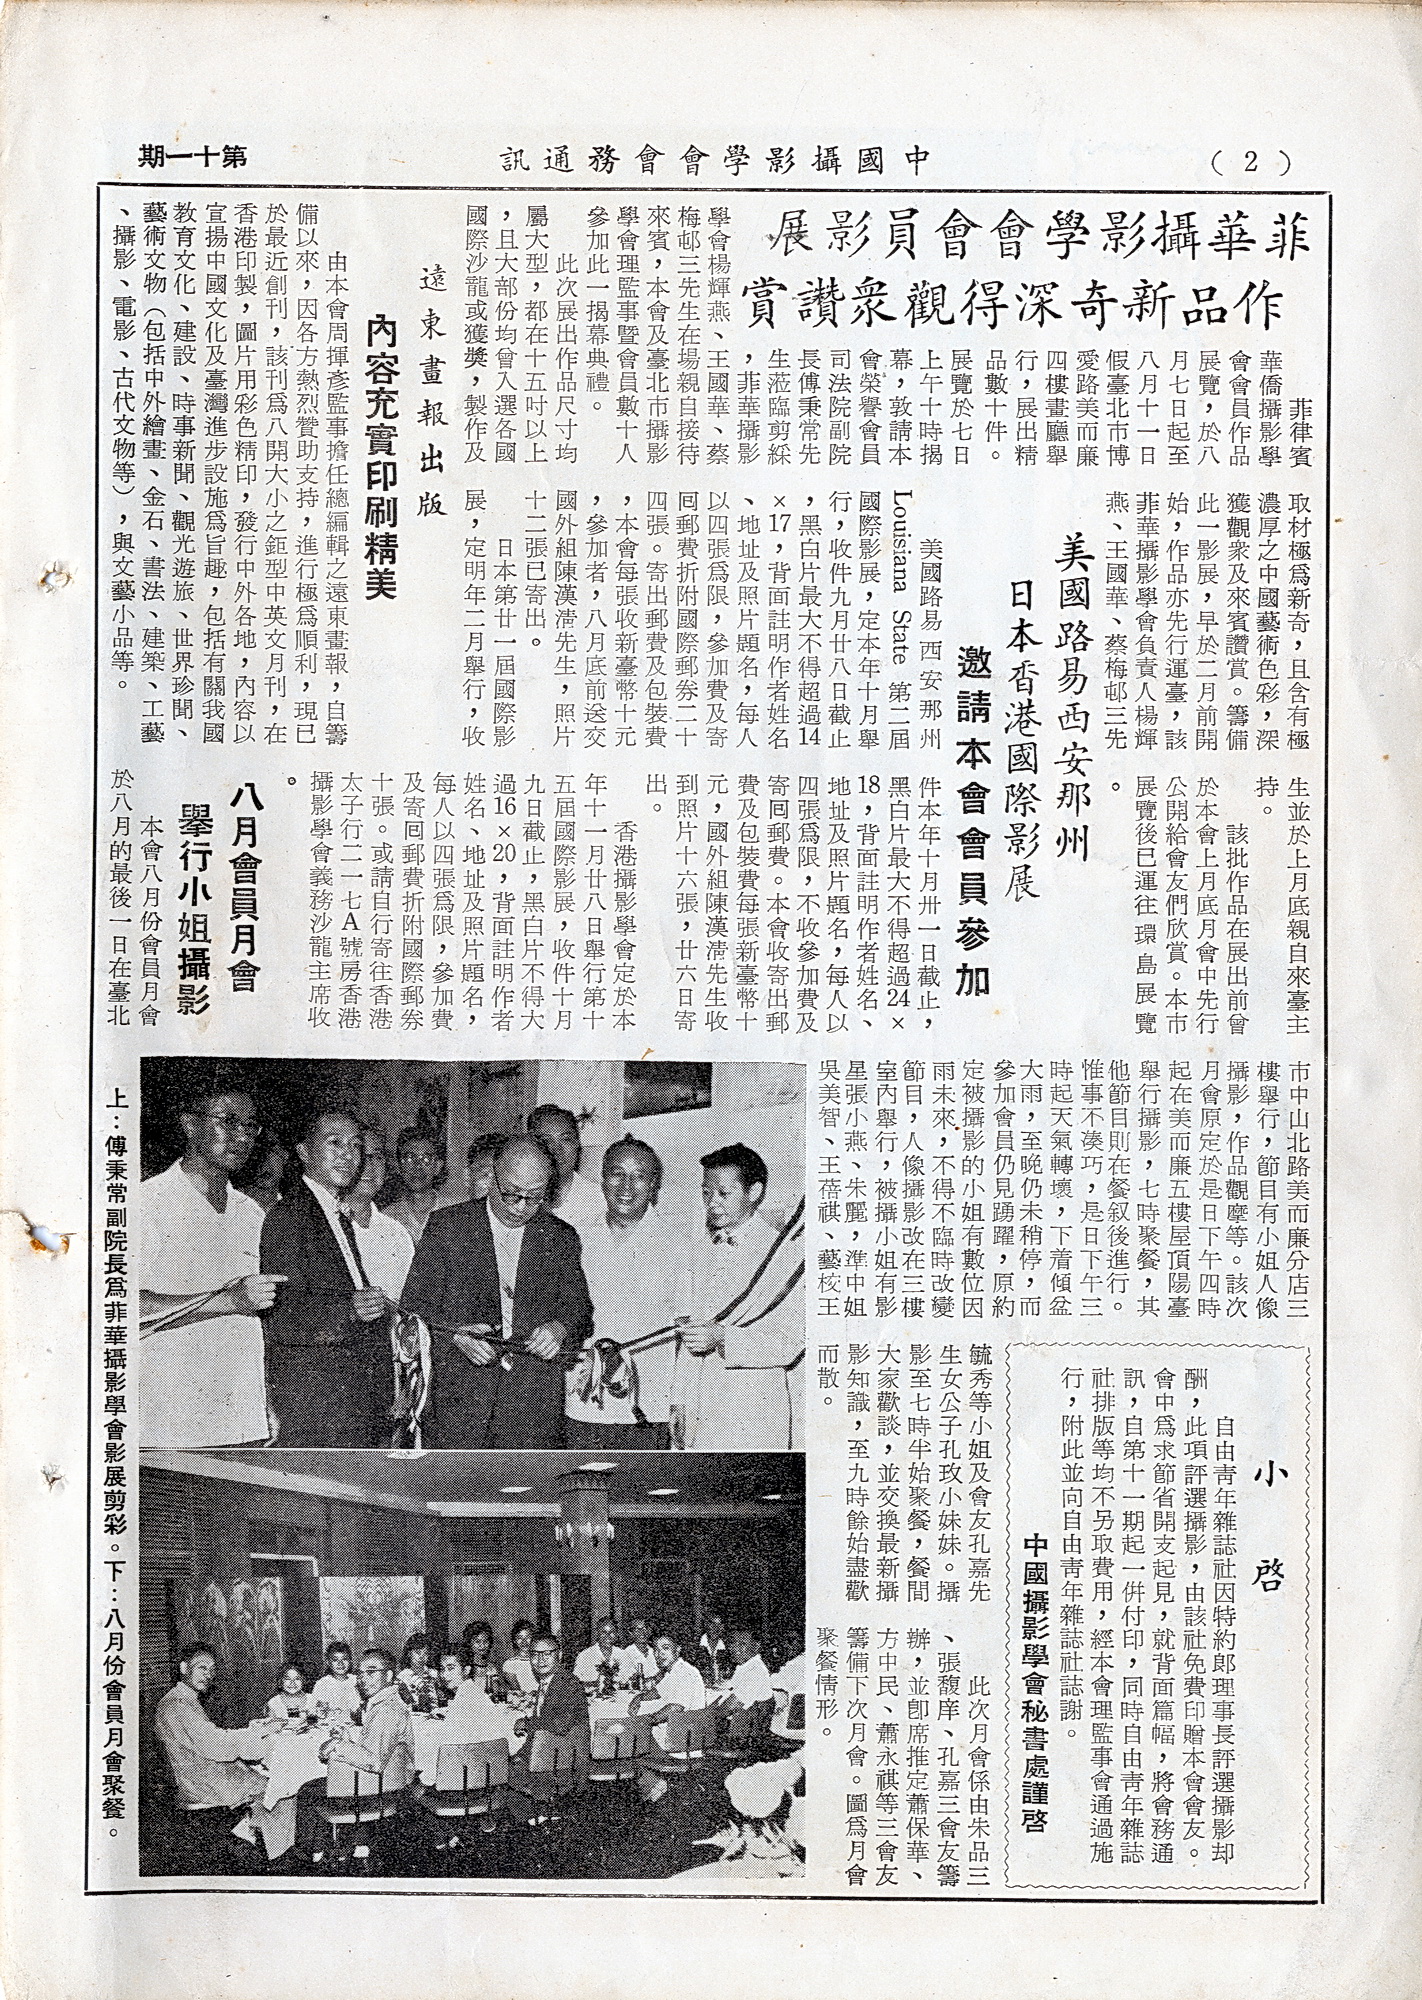 (2)
中國攝影學會會務通訊
第十一期
菲華攝影學會會員影展
作品新奇深得觀衆讚賞
菲律賓
華僑攝影學
會會員作品
展覽，於八
月七日起至
八月十一日
假臺北市博
愛路美而廉
四樓畫廳舉
行，展出精
品數十件。
展覽於七日
上午十時揭
幕，敦請本
會榮譽會員
司法院副院
長傅秉常先
生蒞臨剪綵
，菲華攝影
學會楊輝燕、王國華、蔡
梅邨三先生在場親自接待
來賓，本會及臺北市攝影
學會理監事暨會員數十人
參加此一揭幕典禮。
此次展出作品尺寸均
屬大型，都在十五吋以上
，且大部份均曾入選各國
國際沙龍或獲獎，製作及
取材極爲新奇，且含有極
濃厚之中國藝術色彩，深
獲觀衆及來賓讚賞。籌備
此一影展，早於二月前開
始，作品亦先行運臺，該
菲華攝影學會負責人楊輝
燕、王國華、蔡梅邨三先
生並於上月底親自來臺主
持。
該批作品在展出前曾
於本會上月底月會中先行
公開給會友們欣賞。本市
展覽後已運往環島展覽
。
美國路易西安那州
日本香港國際影展
邀請本會會員參加
美國路易西安那州
Louisiana State 第二屆
國際影展，定本年十月舉
行，收件九月廿八日截止
，黑白片最大不得超過14
×17，背面註明作者姓名
、地址及照片題名，每人
以四張爲限，參加費及寄
囘郵費折附國際郵券二十
四張。寄出郵費及包裝費
，本會每張收新臺幣十元
，參加者，八月底前送交
國外組陳漢淸先生，照片
十二張已寄出。
日本第廿一屆國際影
展，定明年二月舉行，收
件本年十月卅一日截止，
黑白片最大不得超過24×
18，背面註明作者姓名、
地址及照片題名，每人以
四張爲限，不收參加費及
寄囘郵費。本會收寄出郵
費及包裝費每張新臺幣十
元，國外組陳漢淸先生收
到照片十六張，廿六日寄
出。
香港攝影學會定於本
年十一月廿八日舉行第十
五屆國際影展，收件十月
九日截止，黑白片不得大
過16×20，背面註明作者
姓名、地址及照片題名，
每人以四張爲限，參加費
及寄囘郵費折附國際郵券
十張。或請自行寄往香港
太子行二一七A號房香港
攝影學會義務沙龍主席收
。
遠東畫報出版
內容充實印刷精美
由本會周揮彥監事擔任總編輯之遠東畫報，自籌
備以來，因各方熱烈贊助支持，進行極爲順利，現已
於最近創刊，該刊爲八開大小之鉅型中英文月刊，在
香港印製，圖片用彩色精印，發行中外各地，內容以
宣揚中國文化及臺灣進步設施爲旨趣，包括有關我國
敎育文化、建設、時事新聞、觀光遊旅、世界珍聞、
藝術文物（包括中外繪畫、金石、書法、建築、工藝
、攝影、電影、古代文物等），與文藝小品等。
八月會員月會
舉行小姐攝影
本會八月份會員月會
於八月的最後一日在臺北
市中山北路美而廉分店三
樓舉行，節目有小姐人像
攝影，作品觀摩等。該次
月會原定於是日下午四時
起在美而廉五樓屋頂陽臺
舉行攝影，七時聚餐，其
他節目則在餐叙後進行。
惟事不湊巧，是日下午三
時起天氣轉壞，下着傾盆
大雨，至晚仍未稍停，而
參加會員仍見踴躍，原約
定被攝影的小姐有數位因
雨未來，不得不臨時改變
節目，人像攝影改在三樓
室內舉行，被攝小姐有影
星張小燕、朱麗，準中姐
吳美智、王蓓祺、藝校王
毓秀等小姐及會友孔嘉先
生女公子孔玫小妹妹。攝
影至七時半始聚餐，餐間
大家歡談，並交換最新攝
影知識，至九時餘始盡歡
而散。
此次月會係由朱品三
、張馥庠、孔嘉三會友籌
辦，並卽席推定蕭保華、
方中民、蕭永祺等三會友
籌備下次月會。圖爲月會
聚餐情形。
小啓
自由靑年雜誌社因特約郎理事長評選攝影却
酬，此項評選攝影，由該社免費印贈本會會友。
會中爲求節省開支起見，就背面篇幅，將會務通
訊，自第十一期起一併付印，同時自由靑年雜誌
社排版等均不另取費用，經本會理監事會通過施
行，附此並向自由靑年雜誌社誌謝。
中國攝影學會秘書處謹啓
上：傅秉常副院長爲菲華攝影學會影展剪彩。下：八月份會員月會聚餐。